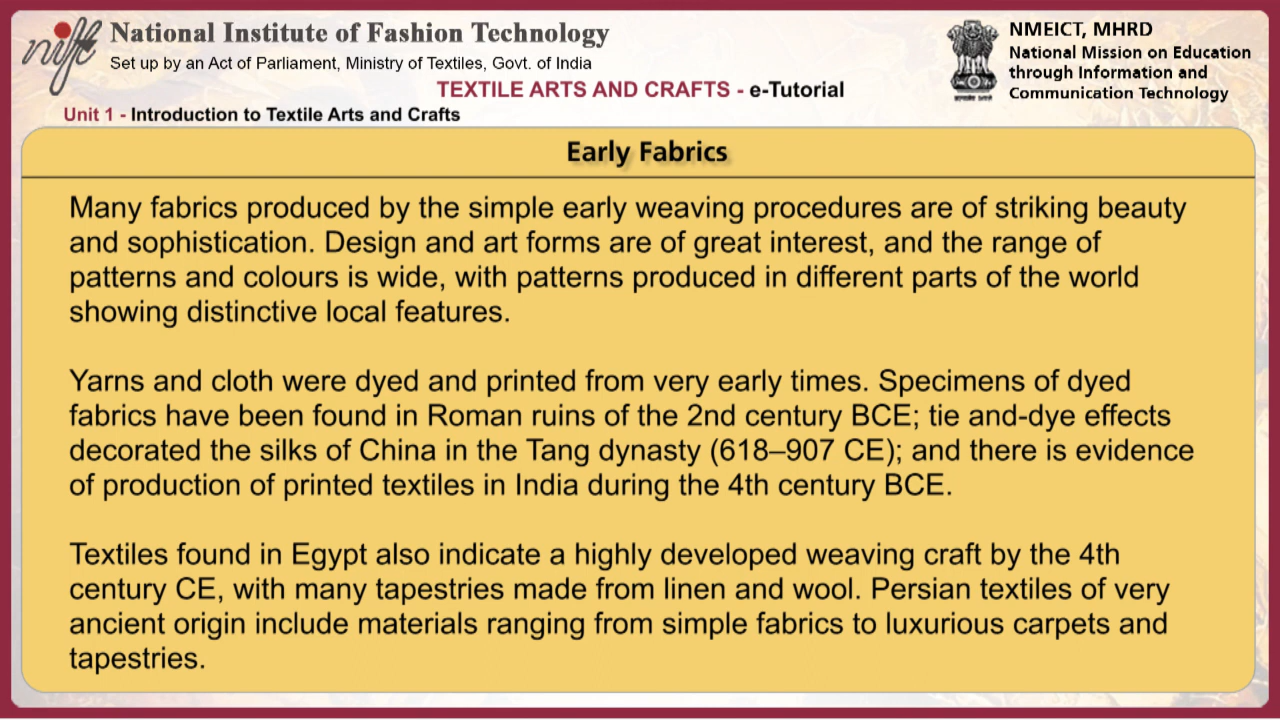 nift
National Institute of Fashion Technology
Set up by an Act of Parliament, Ministry of Textiles, Govt. of India
TEXTILE ARTS AND CRAFTS - e-Tutorial
NMEICT, MHRD
National Mission on Education
through Information and
Communication Technology
Unit 1 - Introduction to Textile Arts and Crafts
Early Fabrics
Many fabrics produced by the simple early weaving procedures are of striking beauty
and sophistication. Design and art forms are of great interest, and the range of
patterns and colours is wide, with patterns produced in different parts of the world
showing distinctive local features.
Yarns and cloth were dyed and printed from very early times. Specimens of dyed
fabrics have been found in Roman ruins of the 2nd century BCE; tie and-dye effects
decorated the silks of China in the Tang dynasty (618–907 CE); and there is evidence
of production of printed textiles in India during the 4th century BCE.
Textiles found in Egypt also indicate a highly developed weaving craft by the 4th
century CE, with many tapestries made from linen and wool. Persian textiles of very
ancient origin include materials ranging from simple fabrics to luxurious carpets and
tapestries.